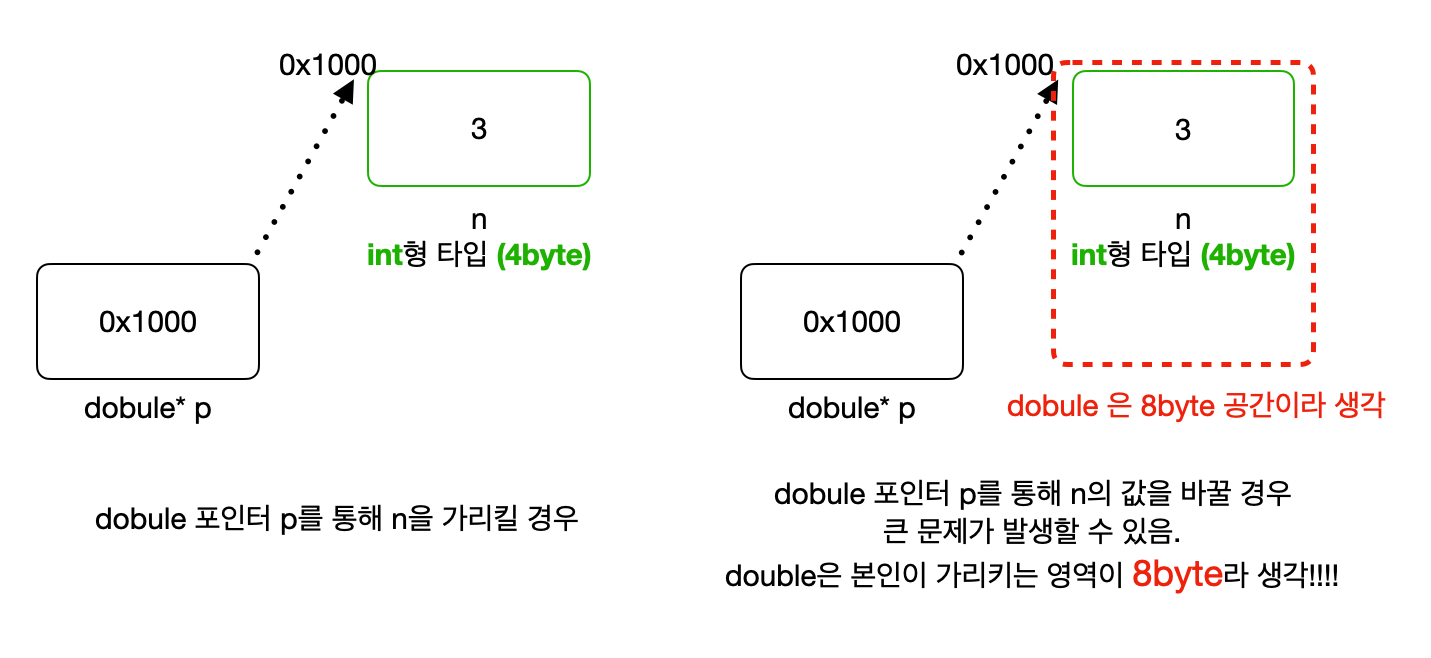 0x1000
3
n
int형 타입 (4byte)
0x1000
dobule* p
dobule 포인터 p를 통해 n을 가리킬 경우
0x1000
3
n
int형 타입 (4byte)
0x1000
dobule* p
dobule 은 8byte 공간이라 생각
dobule 포인터 p를 통해 n의 값을 바꿀 경우
큰 문제가 발생할 수 있음.
double은 본인이 가리키는 영역이 8byte라 생각!!!!